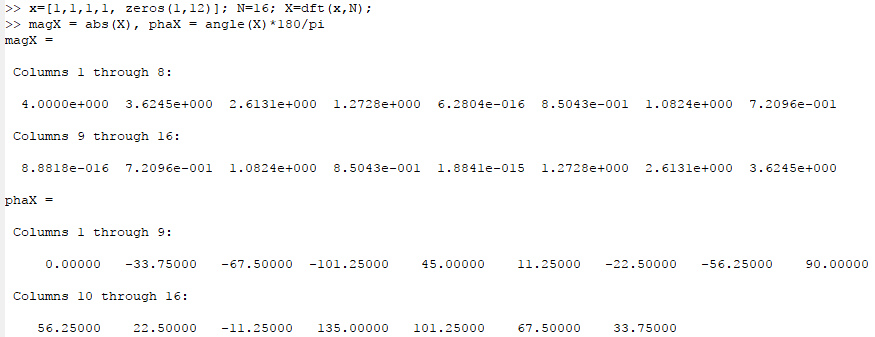 >> x=[1,1,1,1, zeros(1,12)]; N=16; X=dft(x,N);
>> magX = abs(X), phaX = angle(X)*180/pi
magX =
Columns 1 through 8:
4.0000e+000 3.6245e+000 2.6131e+000 1.2728e+000 6.2804e-016 8.5043e-001 1.0824e+000 7.2096e-001
Columns 9 through 16:
8.8818e-016 7.2096e-001 1.0824e+000 8.5043e-001 1.8841e-015 1.2728e+000 2.6131e+000 3.6245e+000
phaX =
Columns 1 through 9:
0.00000 -33.75000 -67.50000 -101.25000 45.00000 11.25000 -22.50000 -56.25000 90.00000
Columns 10 through 16:
56.25000 22.50000 -11.25000 135.00000 101.25000 67.50000 33.75000